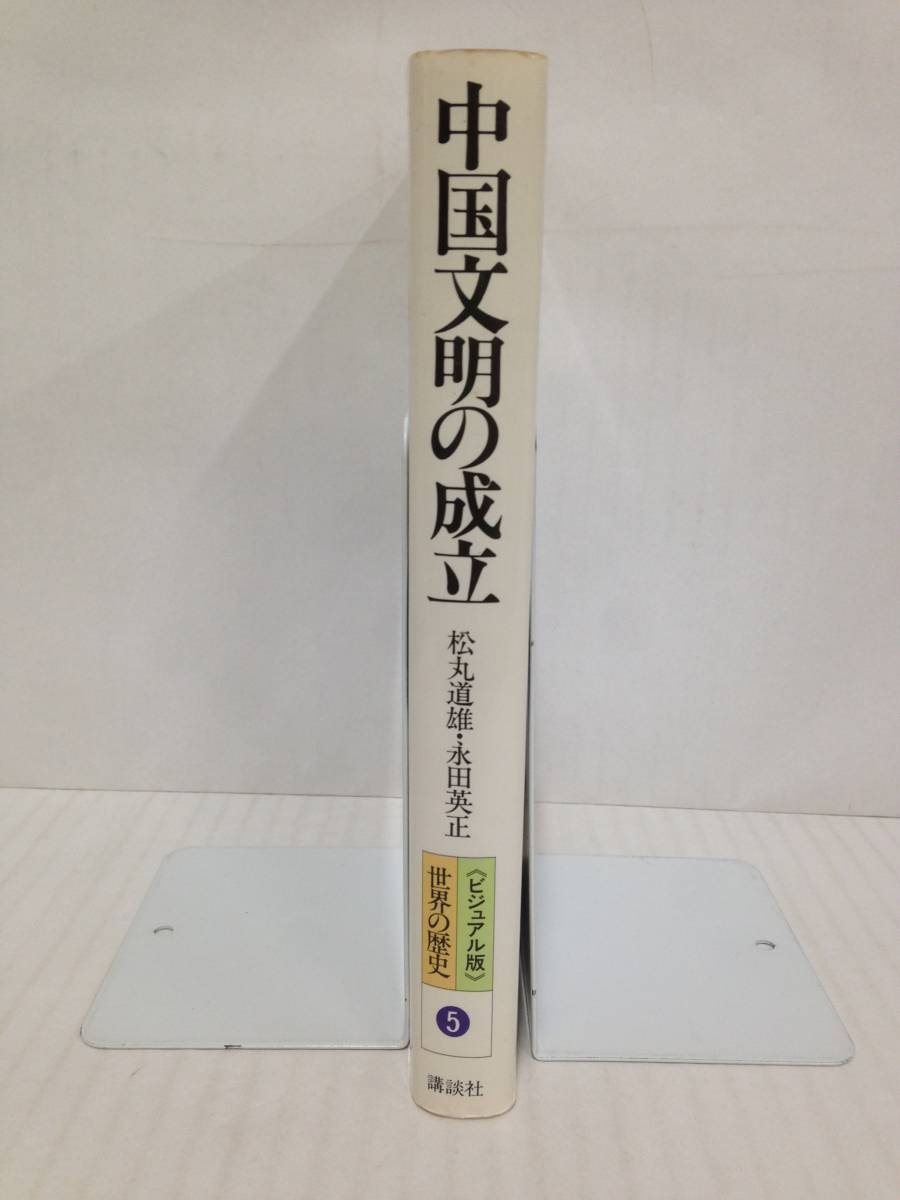 中国文明の成立
松丸道雄・永田英正
《ビジュアル版》
世界の歴史
5
講談社